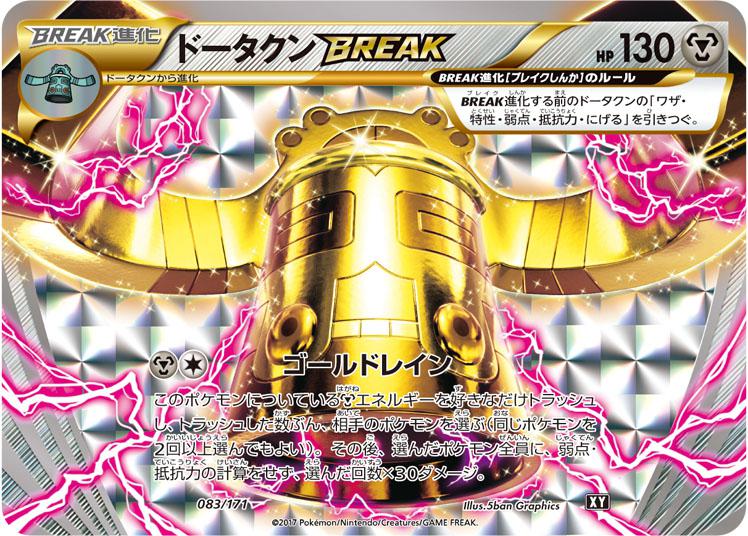 BREAK進化
ドータクンBREAK
HP 130
ドータクンから進化
BREAK進化[ブレイクしんか]のルール
BREAK進化する前のドータクンの「ワザ・
特性・弱点・抵抗力・にげる」を引きつぐ。
ゴールドレイン
このポケモンについているエネルギーを好きなだけトラッシュ
し、トラッシュした数ぶん、相手のポケモンを選ぶ(同じポケモンを
2回以上選んでもよい)。その後、選んだポケモン全員に、弱点・
抵抗力の計算をせず、選んだ回数×30ダメージ。
083/171
Illus.5ban Graphics
XY
©2017 Pokémon/Nintendo/Creatures/GAME FREAK.